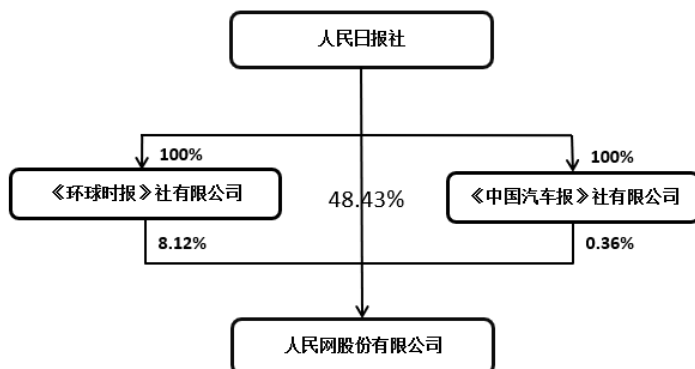 人民日报社
100%
100%
《环球时报》社有限公司
48.43%
《中国汽车报》社有限公司
8.12%
0.36%
人民网股份有限公司